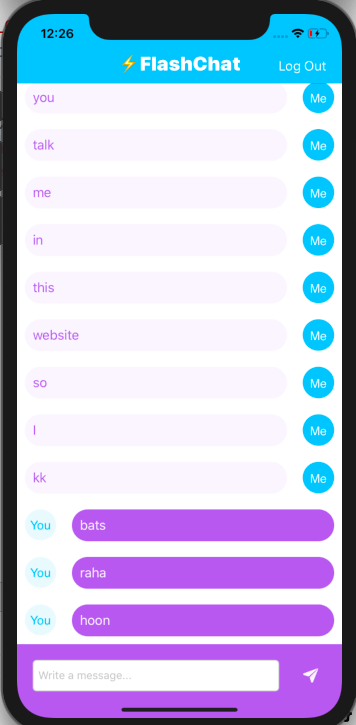 12:26
⚡️FlashChat
Log Out
you Me
talk Me
me Me
in Me
this Me
website Me
so Me
I Me
kk Me
You bats
You raha
You hoon
Write a message...